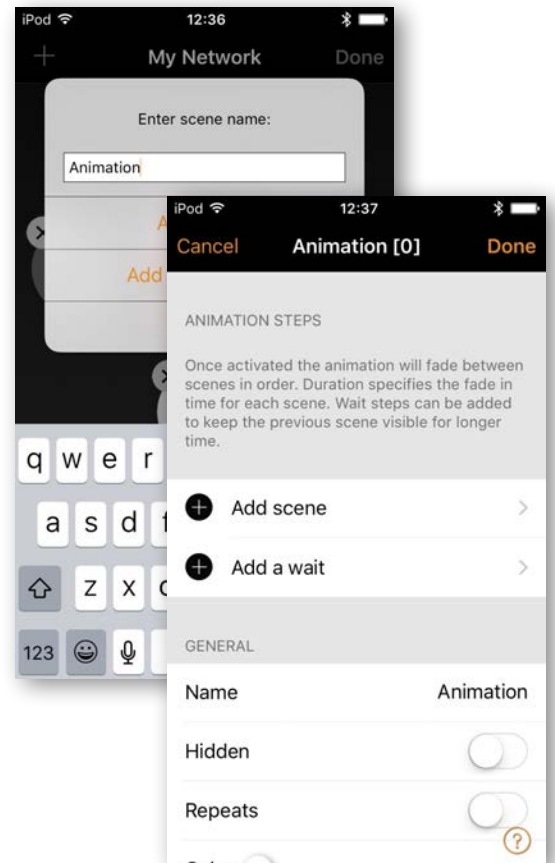 iPod 12:36
+ My Network Done
Enter scene name:
Animation
A
Add
q w e r
a s d f
z x c
123
iPod 12:37
Cancel Animation [0] Done
ANIMATION STEPS
Once activated the animation will fade between
scenes in order. Duration specifies the fade in
time for each scene. Wait steps can be added
to keep the previous scene visible for longer
time.
Add scene
Add a wait
GENERAL
Name Animation
Hidden
Repeats
?